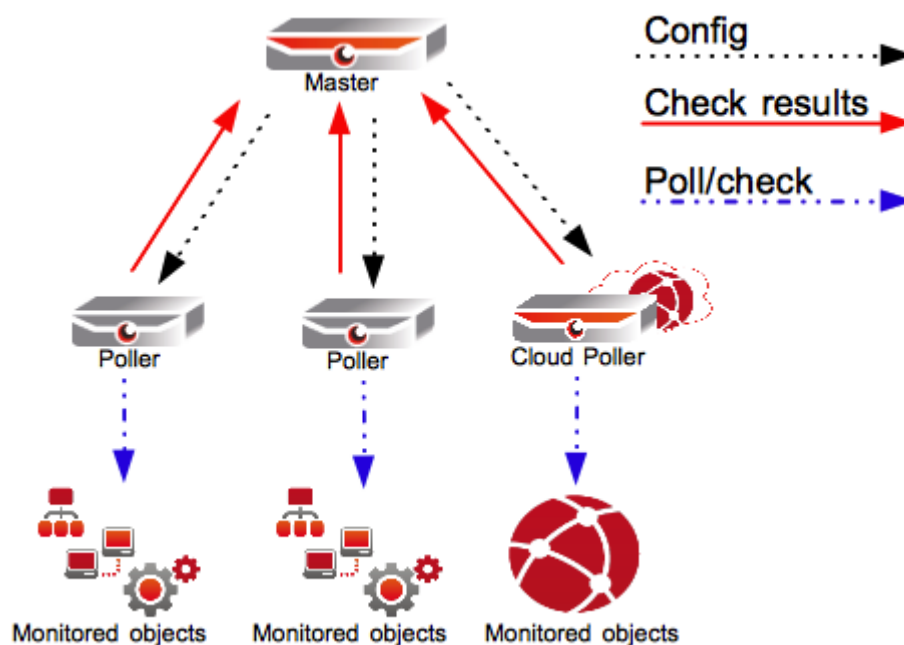 Master
Config
Check results
Poll/check
Poller
Poller
Cloud Poller
Monitored objects
Monitored objects
Monitored objects